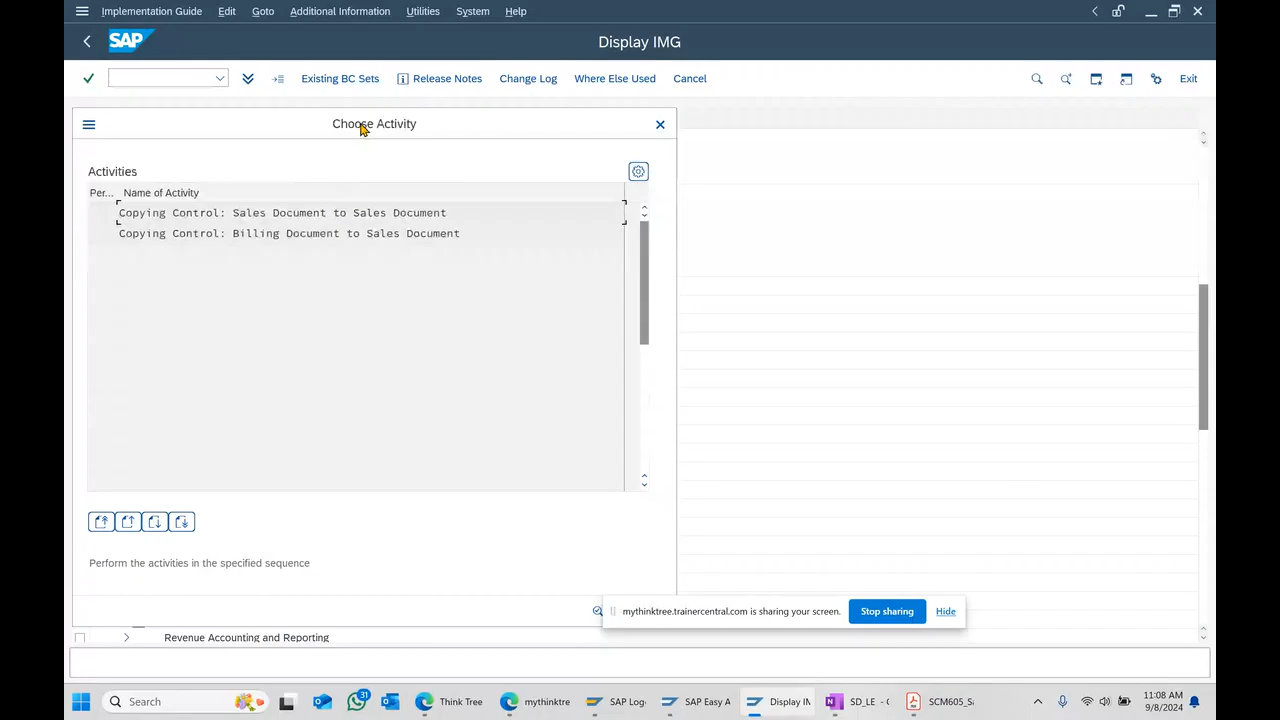 Implementation Guide Edit Goto Additional Information Utilities System Help
SAP Display IMG
Existing BC Sets Release Notes Change Log Where Else Used Cancel Exit
Choose Activity
Activities
Per... Name of Activity
Copying Control: Sales Document to Sales Document
Copying Control: Billing Document to Sales Document
Perform the activities in the specified sequence
mythinktree.trainercentral.com is sharing your screen. Stop sharing Hide
Revenue Accounting and Reporting
Search 31 Think Tree mythinktre SAP Log SAP Easy A Display IM SD_LE - SCM605_S 11:08 AM
9/8/2024